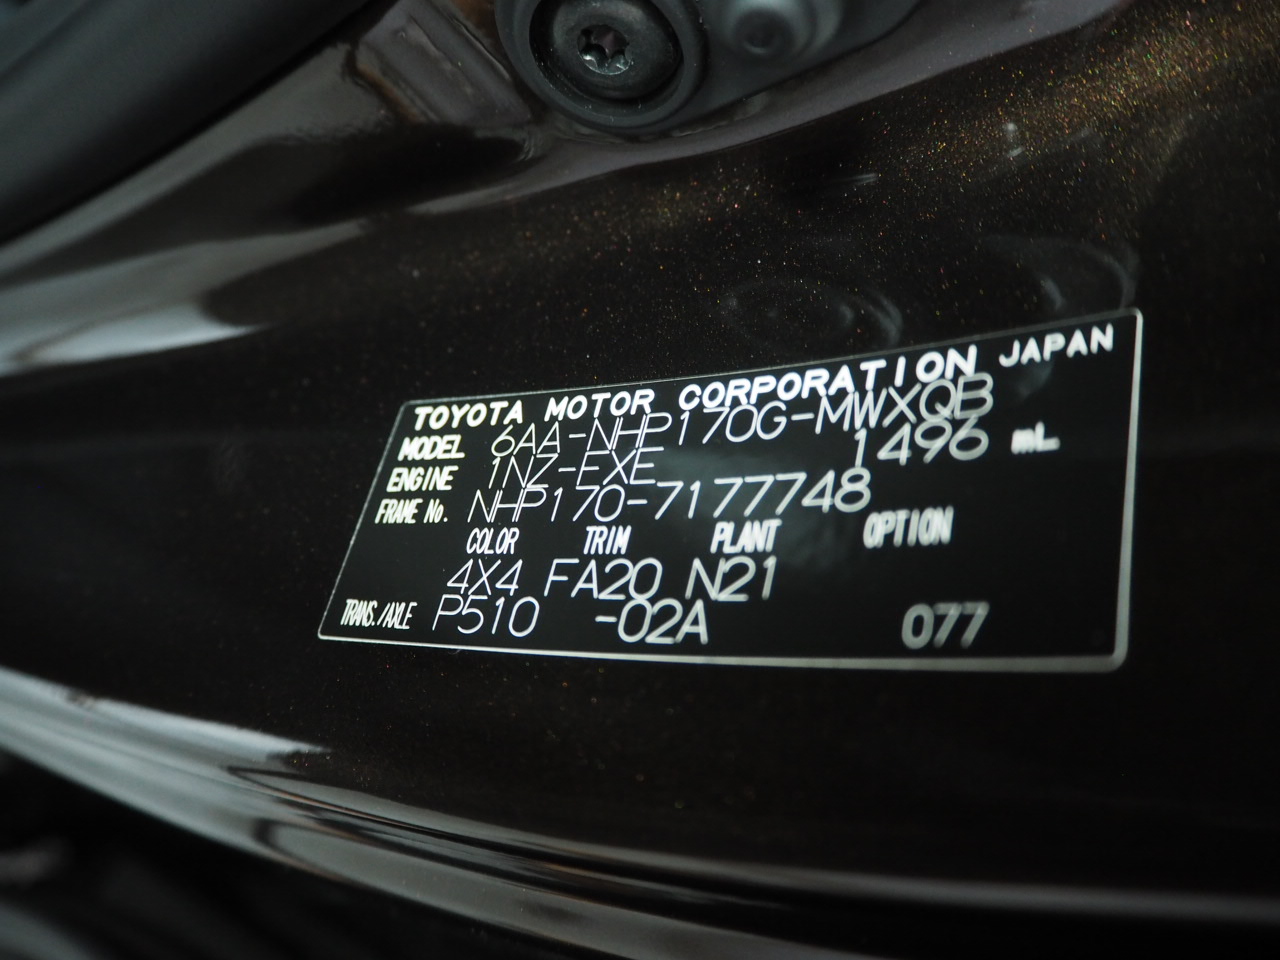 TOYOTA MOTOR CORPORATION JAPAN
MODEL 6AA-NHP170G-MWXQB
ENGINE 1NZ-EXE 1496 mL
FRAME No. NHP170-7177748
COLOR TRIM PLANT OPTION
4X4 FA20 N21
TRANS./AXLE P510 -02A 077